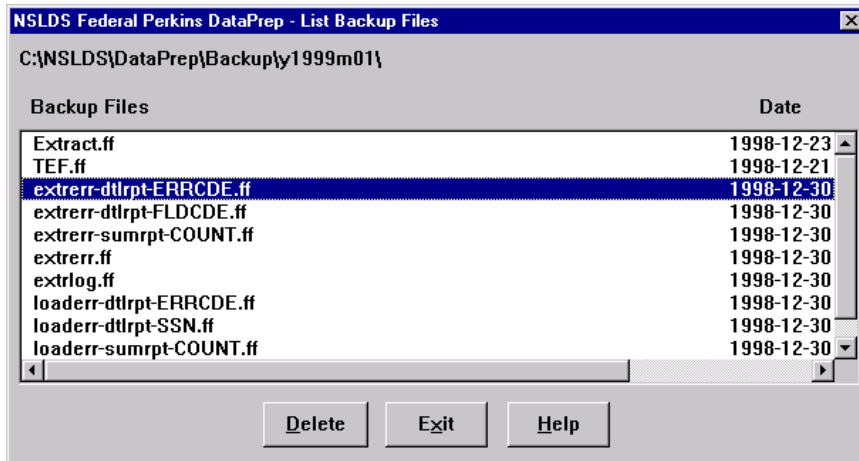 NSLDS Federal Perkins DataPrep - List Backup Files
C:\NSLDS\DataPrep\Backup\y1999m01\
Backup Files Date
Extract.ff 1998-12-23
TEF.ff 1998-12-21
extrerr-dtlrpt-ERRCDE.ff 1998-12-30
extrerr-dtlrpt-FLDCDE.ff 1998-12-30
extrerr-sumrpt-COUNT.ff 1998-12-30
extrerr.ff 1998-12-30
extrlog.ff 1998-12-30
loaderr-dtlrpt-ERRCDE.ff 1998-12-30
loaderr-dtlrpt-SSN.ff 1998-12-30
loaderr-sumrpt-COUNT.ff 1998-12-30
Delete Exit Help